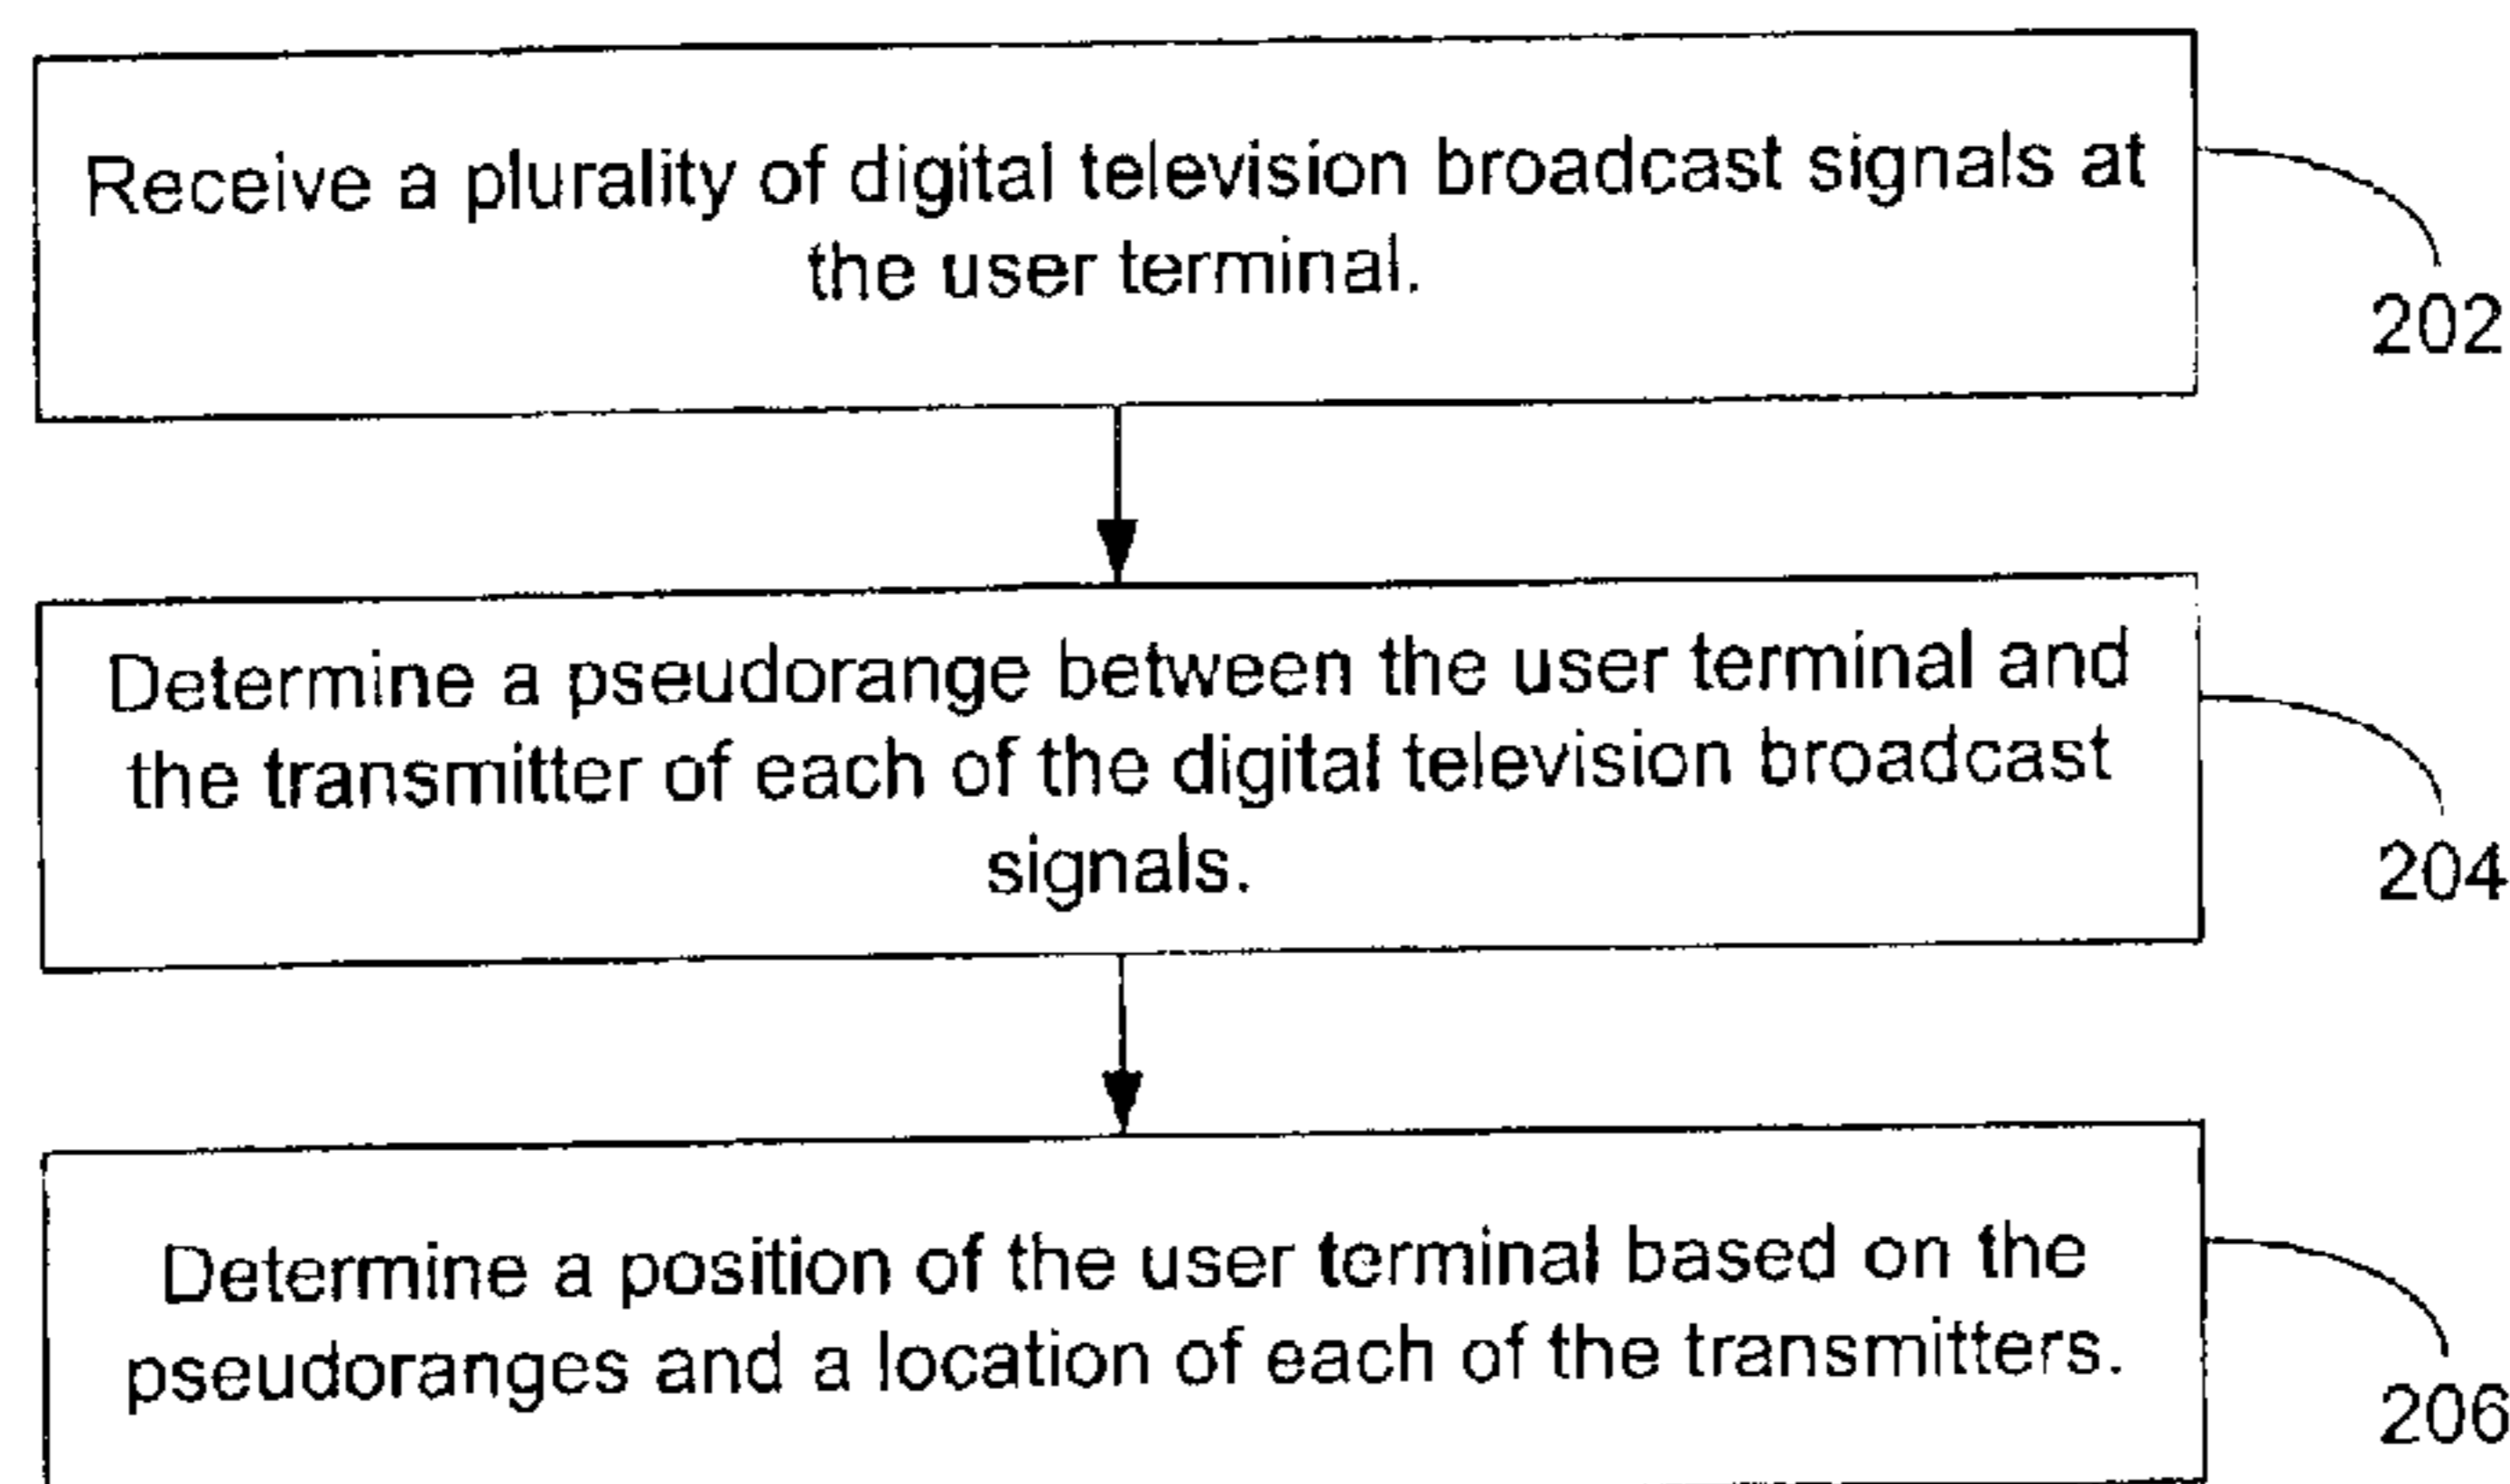 Receive a plurality of digital television broadcast signals at
the user terminal.
202
Determine a pseudorange between the user terminal and
the transmitter of each of the digital television broadcast
signals.
204
Determine a position of the user terminal based on the
pseudoranges and a location of each of the transmitters.
206